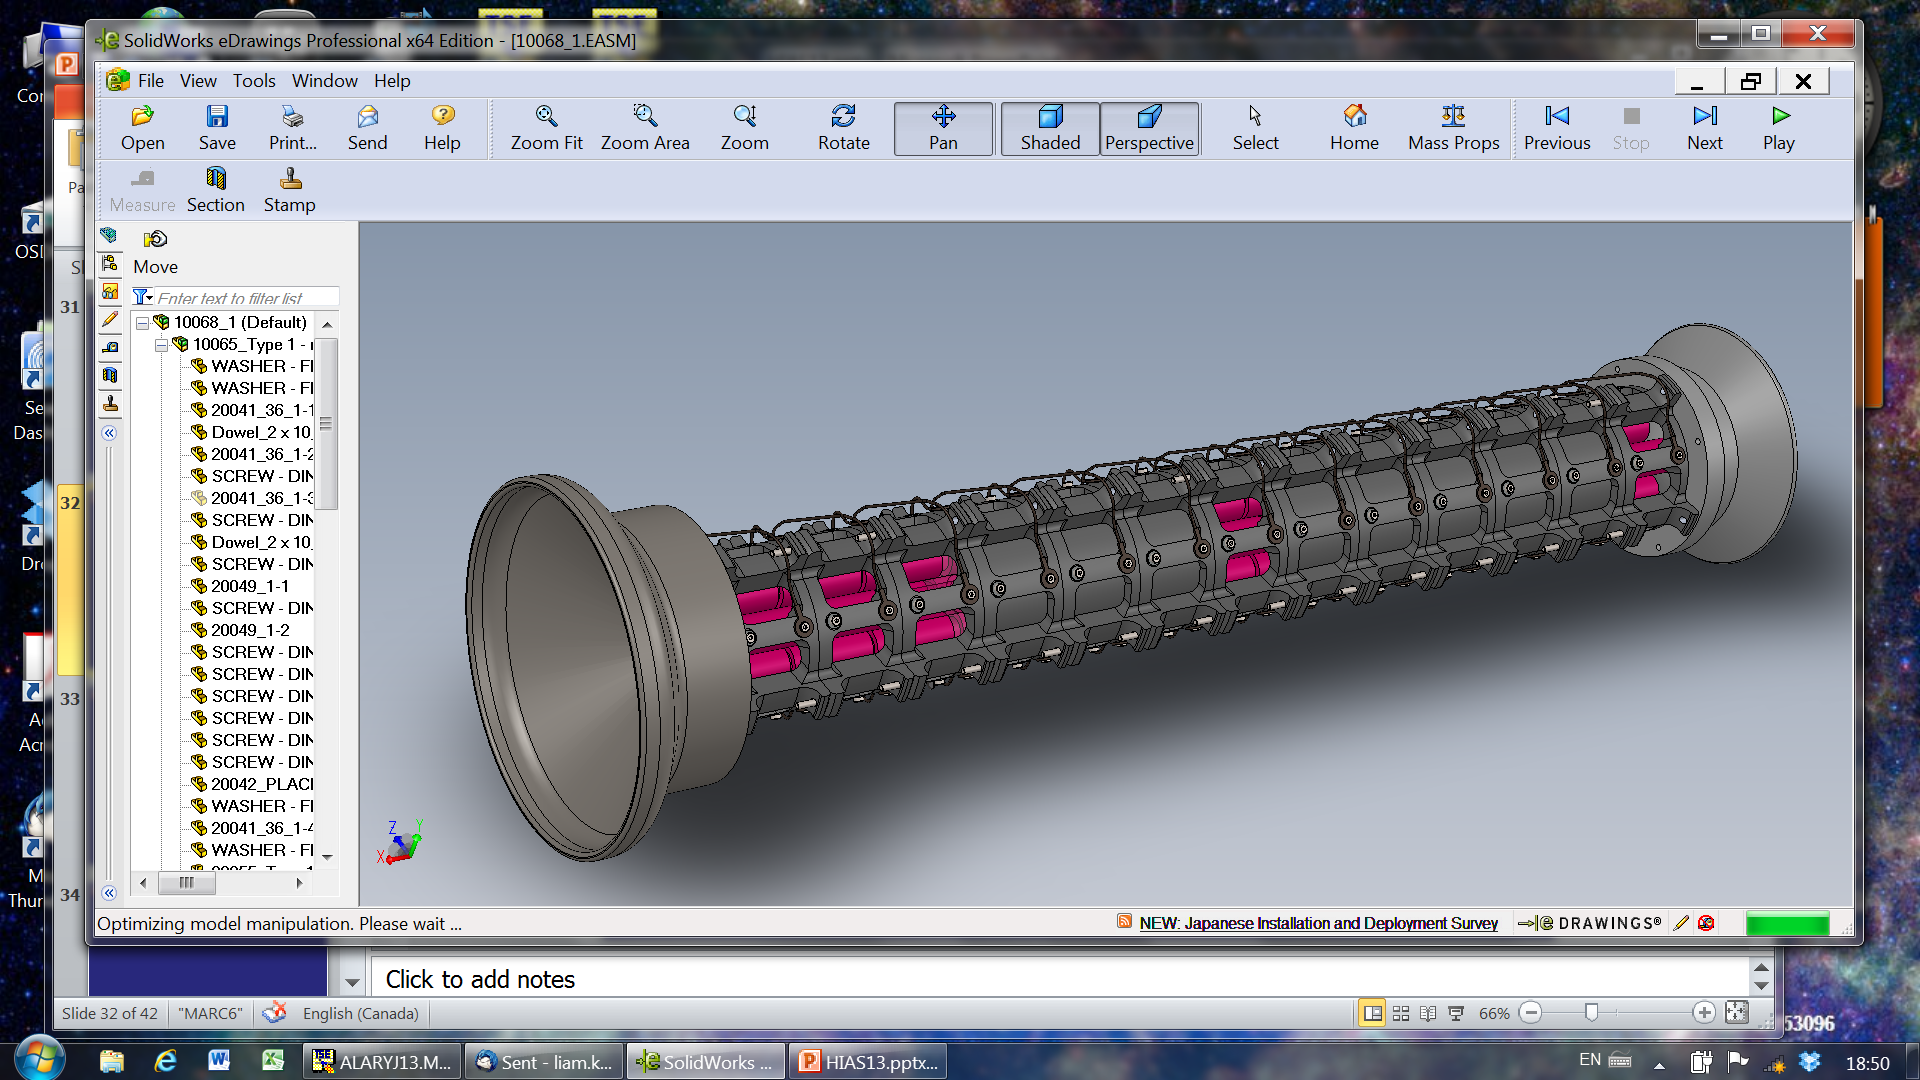 SolidWorks eDrawings Professional x64 Edition - [10068_1.EASM]
File View Tools Window Help
Open Save Print... Send Help Zoom Fit Zoom Area Zoom Rotate Pan Shaded Perspective Select Home Mass Props Previous Stop Next Play
Measure Section Stamp
Move
Enter text to filter list
10068_1 (Default)
10065_Type 1 -
WASHER - FI
WASHER - FI
20041_36_1-1
Dowel_2 x 10_
20041_36_1-2
SCREW - DIN
20041_36_1-3
SCREW - DIN
Dowel_2 x 10_
SCREW - DIN
20049_1-1
SCREW - DIN
20049_1-2
SCREW - DIN
SCREW - DIN
SCREW - DIN
SCREW - DIN
SCREW - DIN
SCREW - DIN
20042_PLACI
WASHER - FI
20041_36_1-4
WASHER - FI
Z Y
X
Optimizing model manipulation. Please wait ...
NEW: Japanese Installation and Deployment Survey
e DRAWINGS®
31
32
33
34
Click to add notes
Slide 32 of 42 "MARC6" English (Canada) 66%
53096
ALARYJ13.M... Sent - liam.k... SolidWorks ... HIAS13.pptx...
EN 18:50